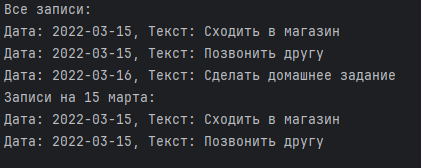 Все записи:
Дата: 2022-03-15, Текст: Сходить в магазин
Дата: 2022-03-15, Текст: Позвонить другу
Дата: 2022-03-16, Текст: Сделать домашнее задание
Записи на 15 марта:
Дата: 2022-03-15, Текст: Сходить в магазин
Дата: 2022-03-15, Текст: Позвонить другу